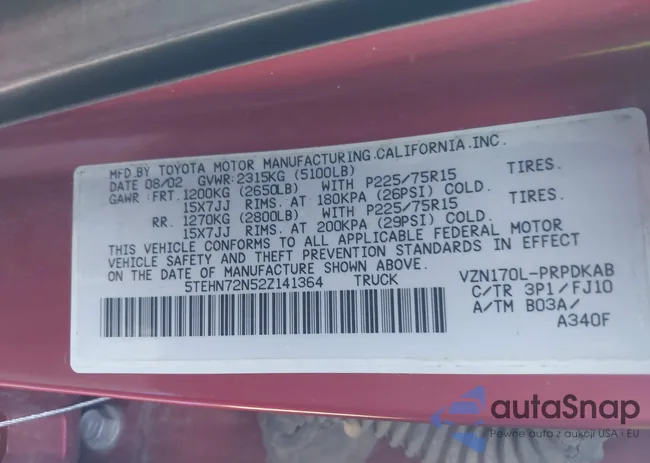 MFD.BY TOYOTA MOTOR MANUFACTURING.CALIFORNIA.INC.
DATE 08/02 GVWR:2315KG (5100LB)
GAWR : FRT. 1200KG (2650LB) WITH P225/75R15 TIRES.
15X7JJ RIMS. AT 180KPA (26PSI) COLD.
RR. 1270KG (2800LB) WITH P225/75R15 TIRES.
15X7JJ RIMS. AT 200KPA (29PSI) COLD.
THIS VEHICLE CONFORMS TO ALL APPLICABLE FEDERAL MOTOR
VEHICLE SAFETY AND THEFT PREVENTION STANDARDS IN EFFECT
ON THE DATE OF MANUFACTURE SHOWN ABOVE.
5TEHN72N52Z141364 TRUCK
VZN170L-PRPDKAB
C/TR 3P1/FJ10
A/TM B03A/
A340F
autaSnap
Pewne auto z aukcji USA i EU